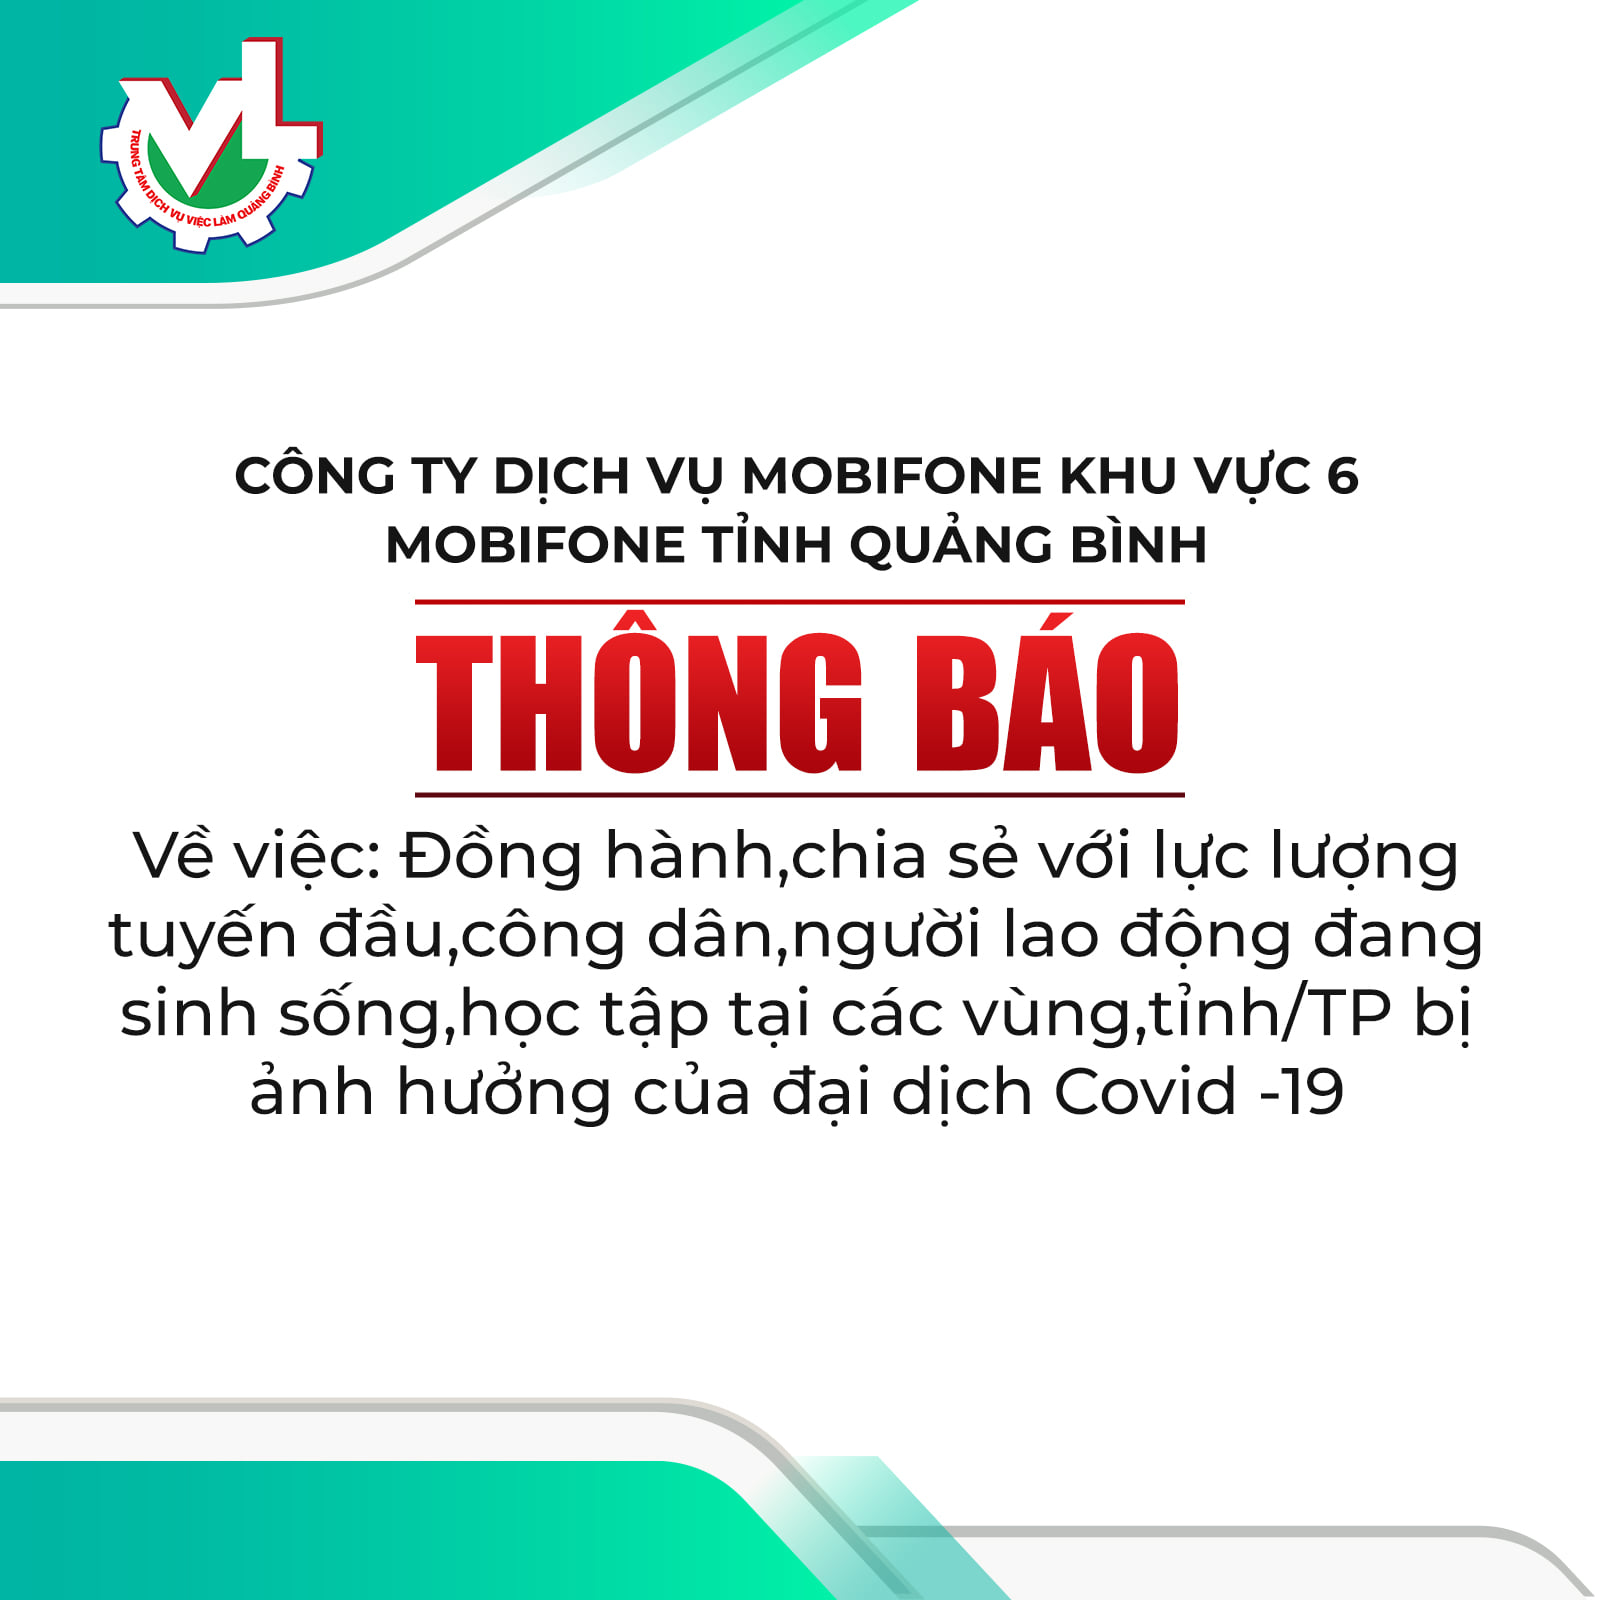 TRUNG TÂM DỊCH VỤ VIỆC LÀM QUẢNG BÌNH
CÔNG TY DỊCH VỤ MOBIFONE KHU VỰC 6
MOBIFONE TỈNH QUẢNG BÌNH
THÔNG BÁO
Về việc: Đồng hành,chia sẻ với lực lượng
tuyến đầu,công dân,người lao động đang
sinh sống,học tập tại các vùng,tỉnh/TP bị
ảnh hưởng của đại dịch Covid -19